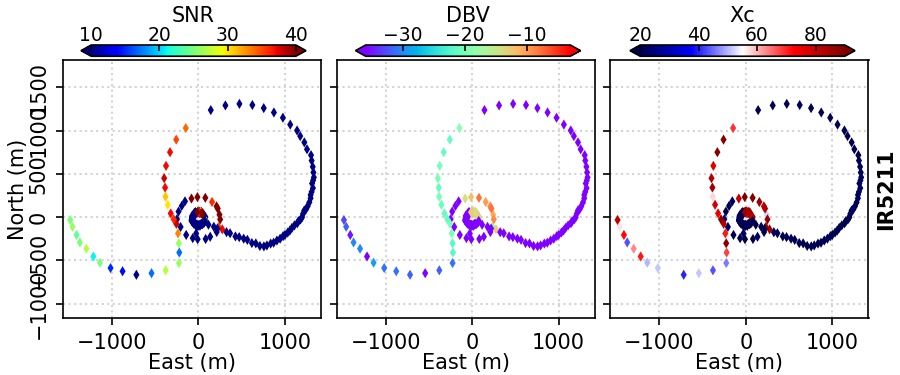 SNR DBV Xc
10 20 30 40 −30 −20 −10 20 40 60 80
North (m)
1500
1000
500
0
−500
−1000
IR5211
−1000 0 1000 −1000 0 1000 −1000 0 1000
East (m) East (m) East (m)